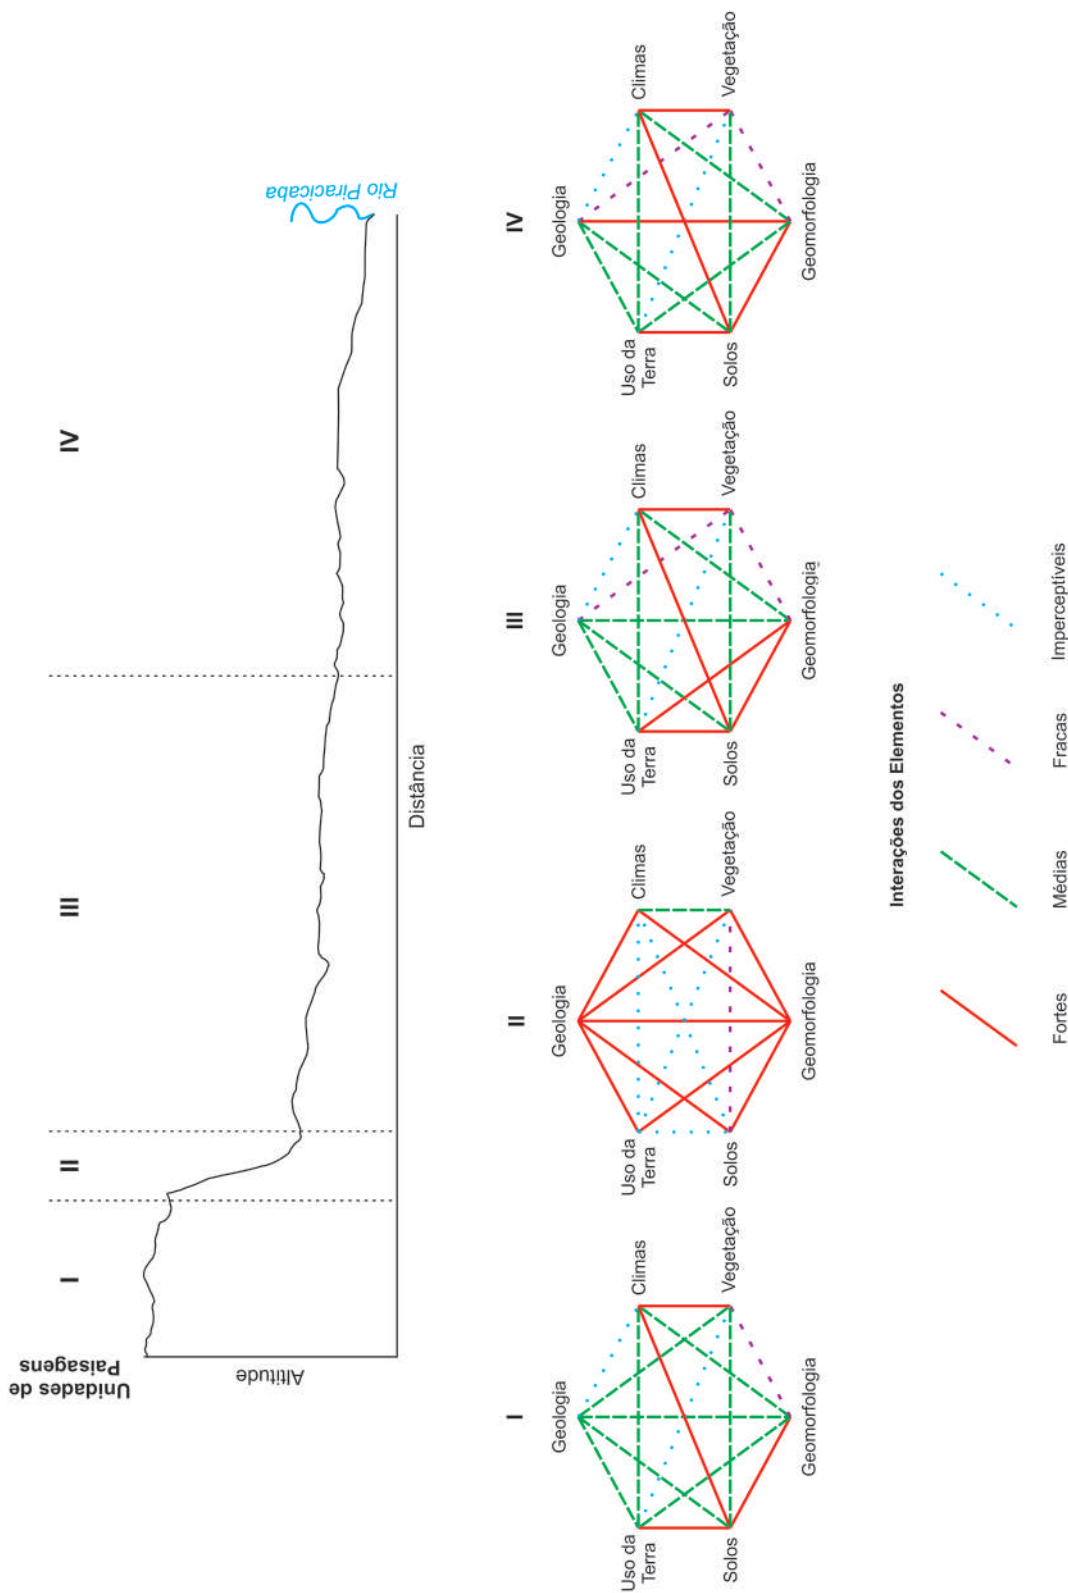 Unidades de
Paisagens
I
II
III
IV
Altitude
Rio Piracicaba
Distância
I
Geologia
Uso da
Terra
Climas
Solos
Vegetação
Geomorfologia
II
Geologia
Uso da
Terra
Climas
Solos
Vegetação
Geomorfologia
III
Geologia
Uso da
Terra
Climas
Solos
Vegetação
Geomorfologia
IV
Geologia
Uso da
Terra
Climas
Solos
Vegetação
Geomorfologia
Interações dos Elementos
Fortes
Médias
Fracas
Imperceptíveis